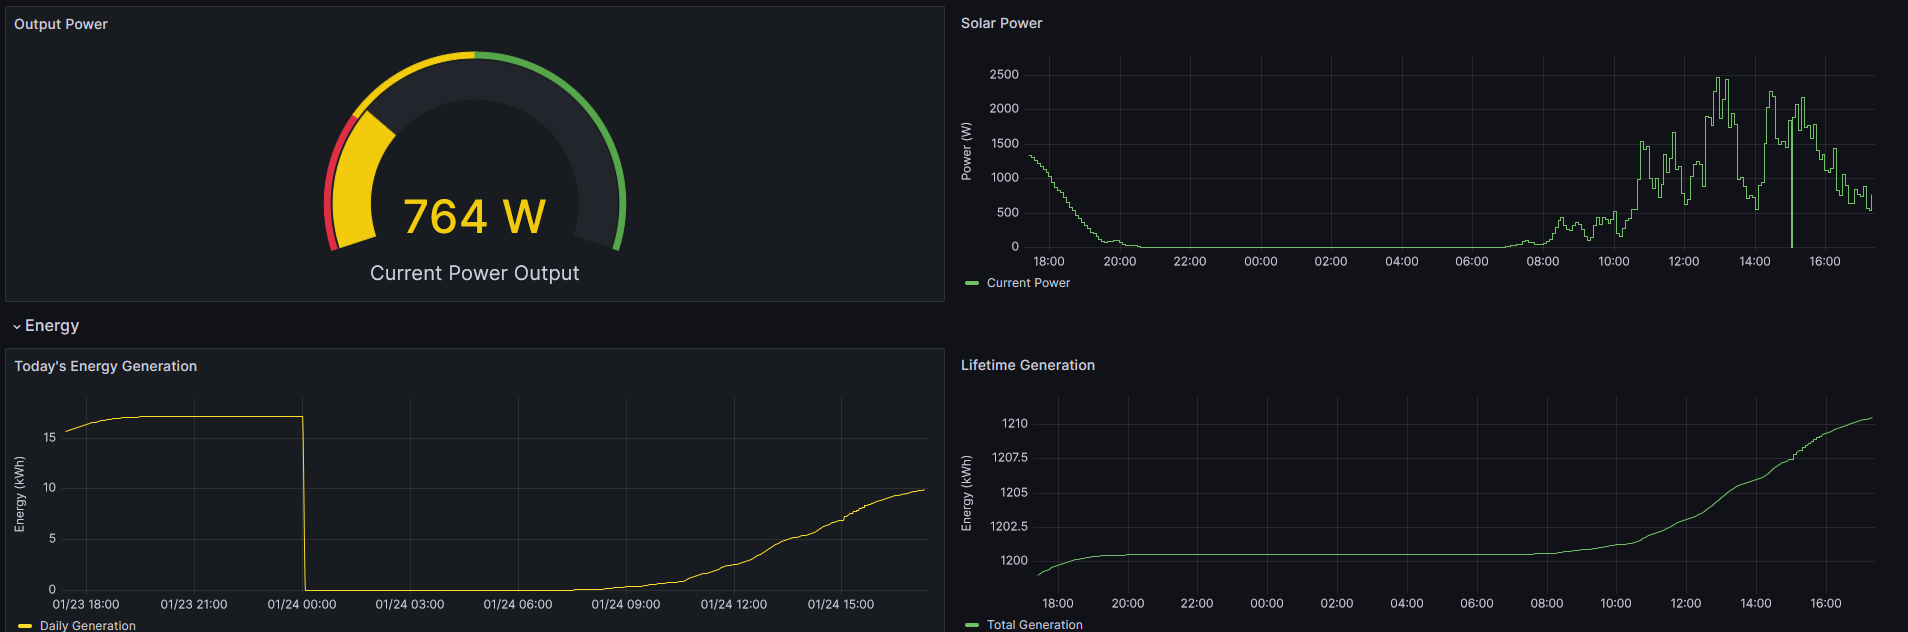 Output Power
764 W
Current Power Output
Solar Power
Power (W)
2500
2000
1500
1000
500
0
18:00 20:00 22:00 00:00 02:00 04:00 06:00 08:00 10:00 12:00 14:00 16:00
Current Power
Energy
Today's Energy Generation
Energy (kWh)
15
10
5
0
01/23 18:00 01/23 21:00 01/24 00:00 01/24 03:00 01/24 06:00 01/24 09:00 01/24 12:00 01/24 15:00
Daily Generation
Lifetime Generation
Energy (kWh)
1210
1207.5
1205
1202.5
1200
18:00 20:00 22:00 00:00 02:00 04:00 06:00 08:00 10:00 12:00 14:00 16:00
Total Generation